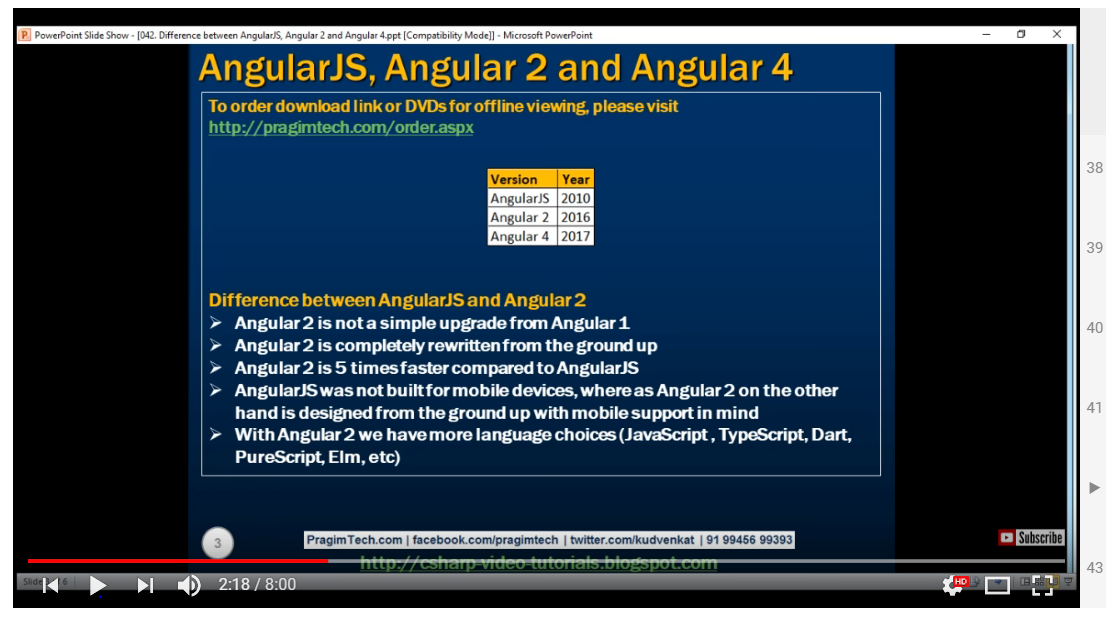 PowerPoint Slide Show - [042. Difference between AngularJS, Angular 2 and Angular 4.ppt [Compatibility Mode]] - Microsoft PowerPoint
AngularJS, Angular 2 and Angular 4
To order download link or DVDs for offline viewing, please visit
http://pragimtech.com/order.aspx
Version Year
AngularJS 2010
Angular 2 2016
Angular 4 2017
Difference between AngularJS and Angular 2
➢ Angular 2 is not a simple upgrade from Angular 1
➢ Angular 2 is completely rewritten from the ground up
➢ Angular 2 is 5 times faster compared to AngularJS
➢ AngularJS was not built for mobile devices, where as Angular 2 on the other
hand is designed from the ground up with mobile support in mind
➢ With Angular 2 we have more language choices (JavaScript , TypeScript, Dart,
PureScript, Elm, etc)
3
PragimTech.com | facebook.com/pragimtech | twitter.com/kudvenkat | 91 99456 99393
Subscribe
http://csharp-video-tutorials.blogspot.com
2:18 / 8:00
HD
38
39
40
41
43